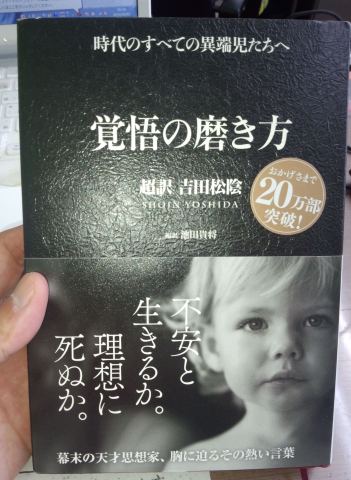 時代のすべての異端児たちへ
覚悟の磨き方
超訳 吉田松陰
SHOIN YOSHIDA
編訳 池田貴将
おかげさまで
20万部
突破!
不安と
生きるか。
理想に
死ぬか。
幕末の天才思想家、胸に迫るその熱い言葉